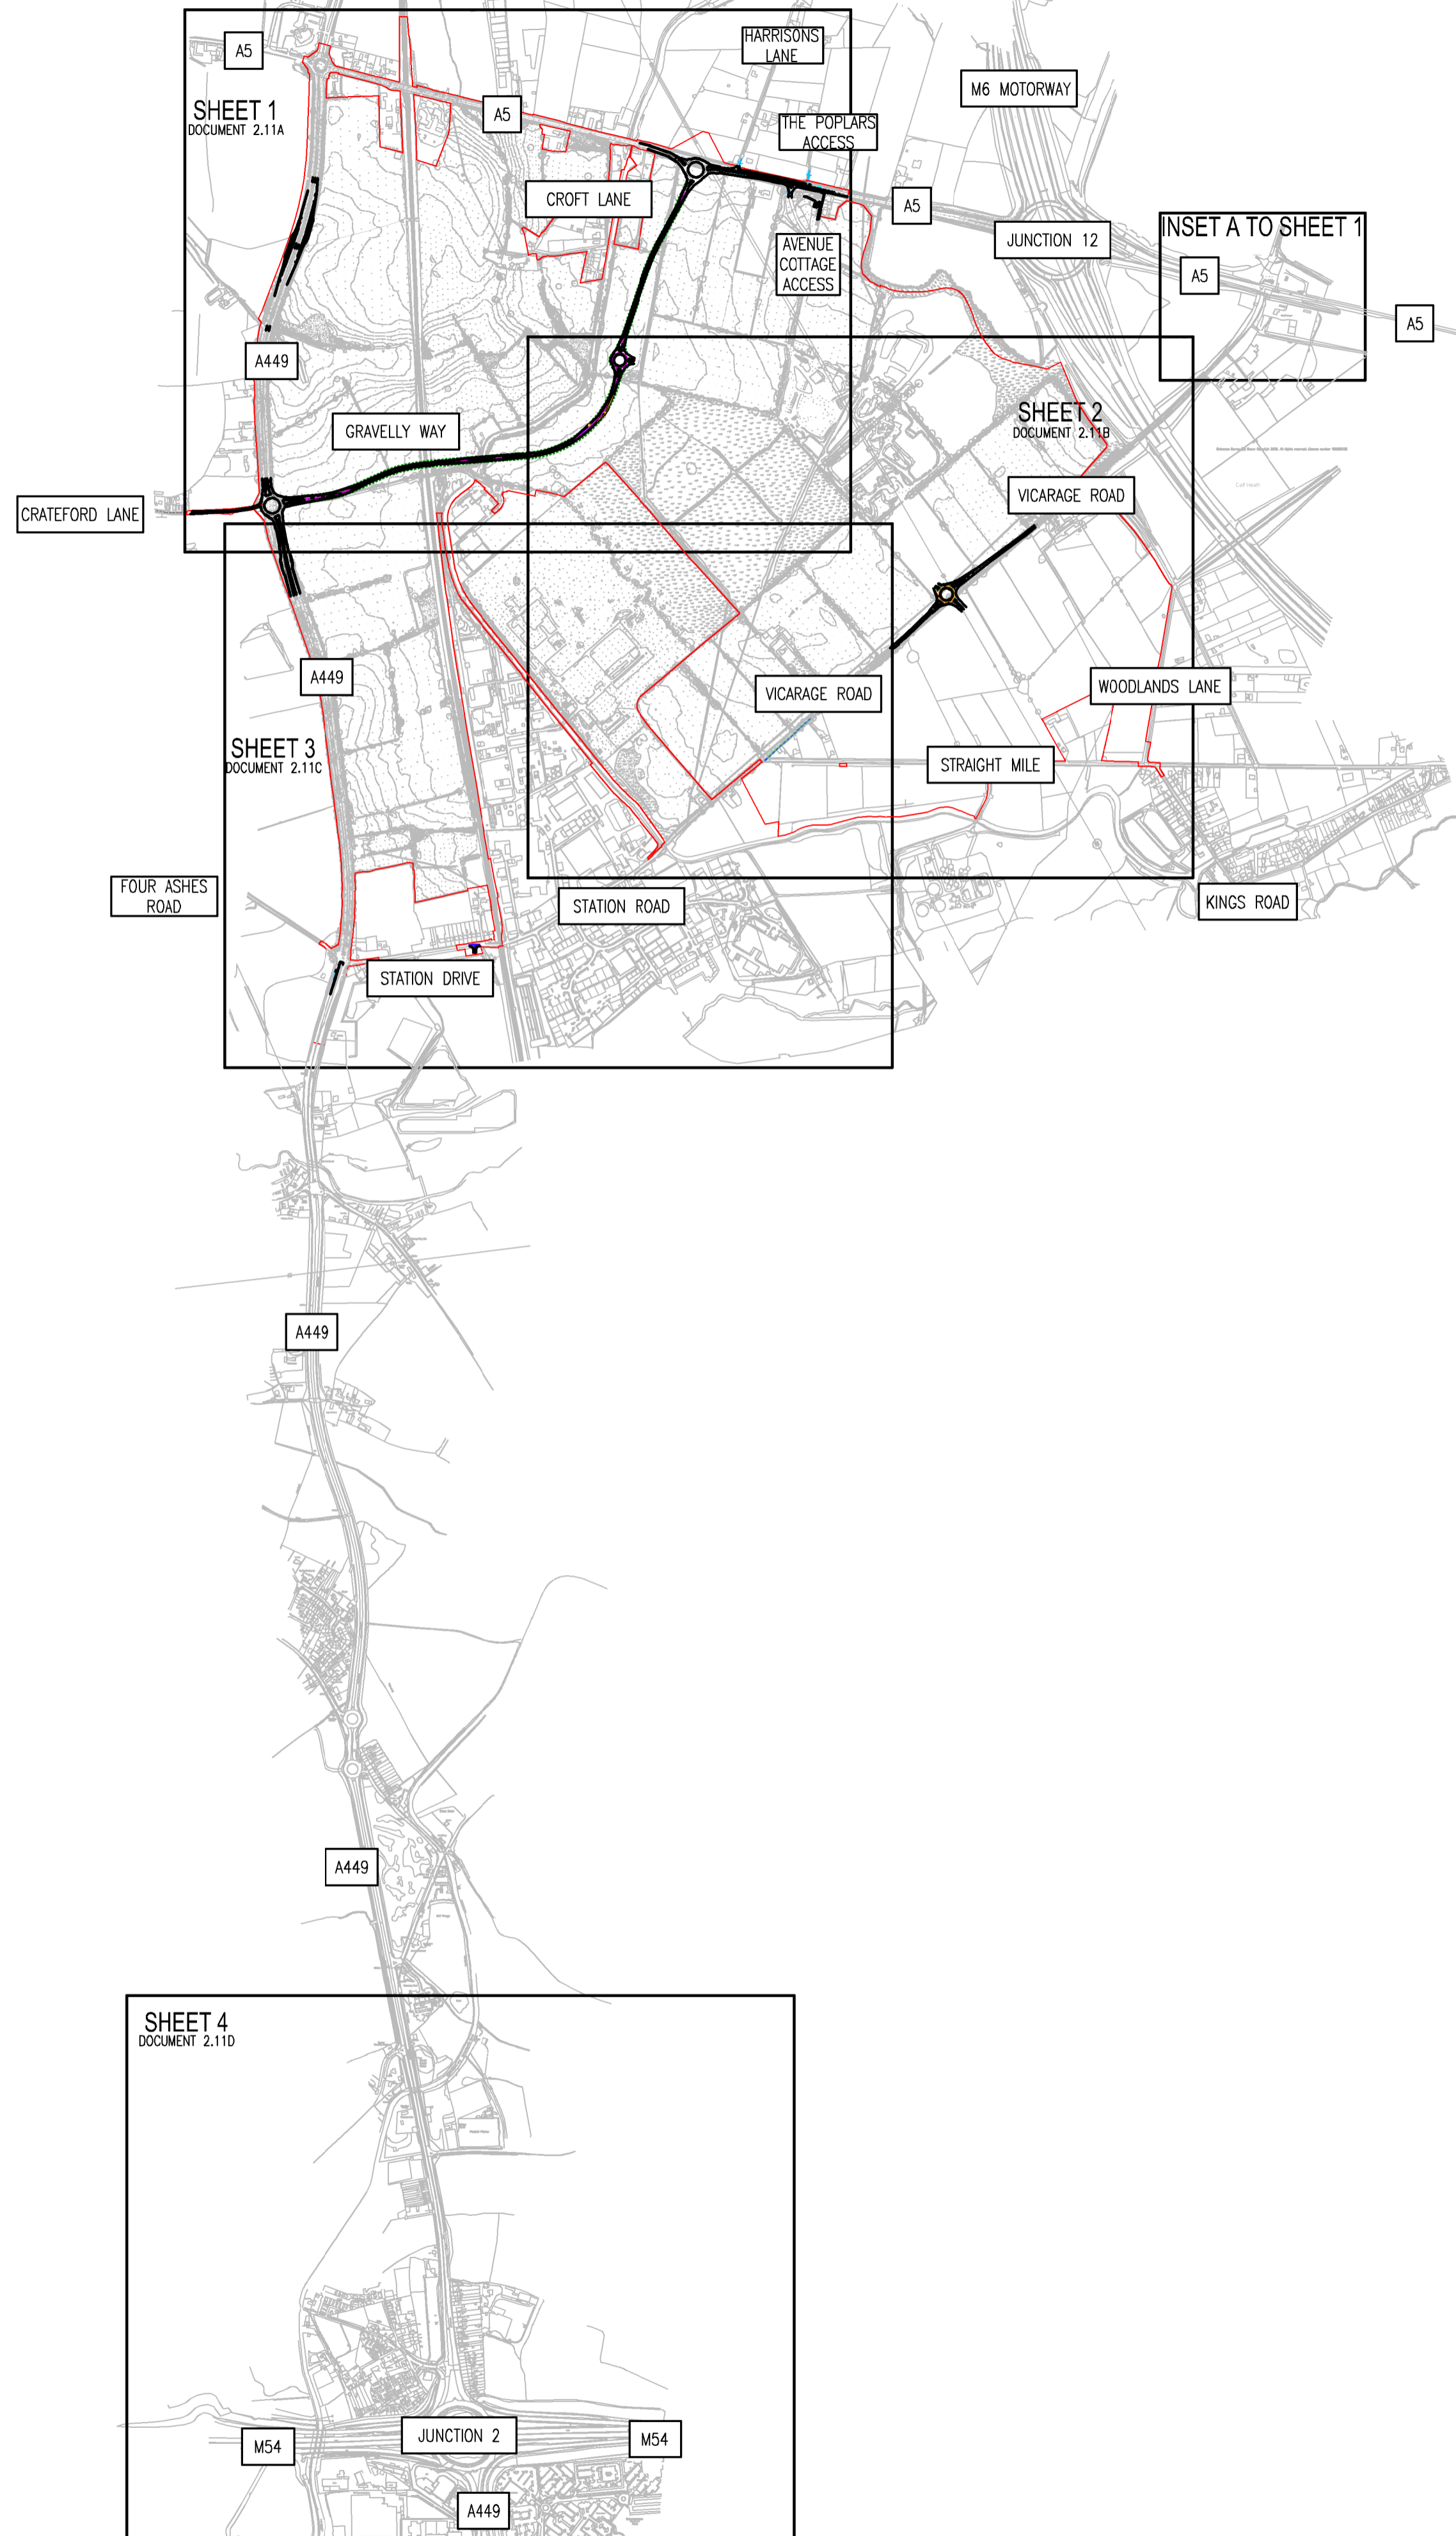 A5
HARRISONS
LANE
M6 MOTORWAY
SHEET 1
DOCUMENT 2.11A
A5
THE POPLARS
ACCESS
CROFT LANE
A5
AVENUE
COTTAGE
ACCESS
JUNCTION 12
INSET A TO SHEET 1
A5
A5
A449
GRAVELLY WAY
SHEET 2
DOCUMENT 2.11B
Calf Heath
VICARAGE ROAD
CRATEFORD LANE
A449
VICARAGE ROAD
WOODLANDS LANE
SHEET 3
DOCUMENT 2.11C
STRAIGHT MILE
FOUR ASHES
ROAD
STATION ROAD
KINGS ROAD
STATION DRIVE
A449
A449
SHEET 4
DOCUMENT 2.11D
M54
JUNCTION 2
M54
A449